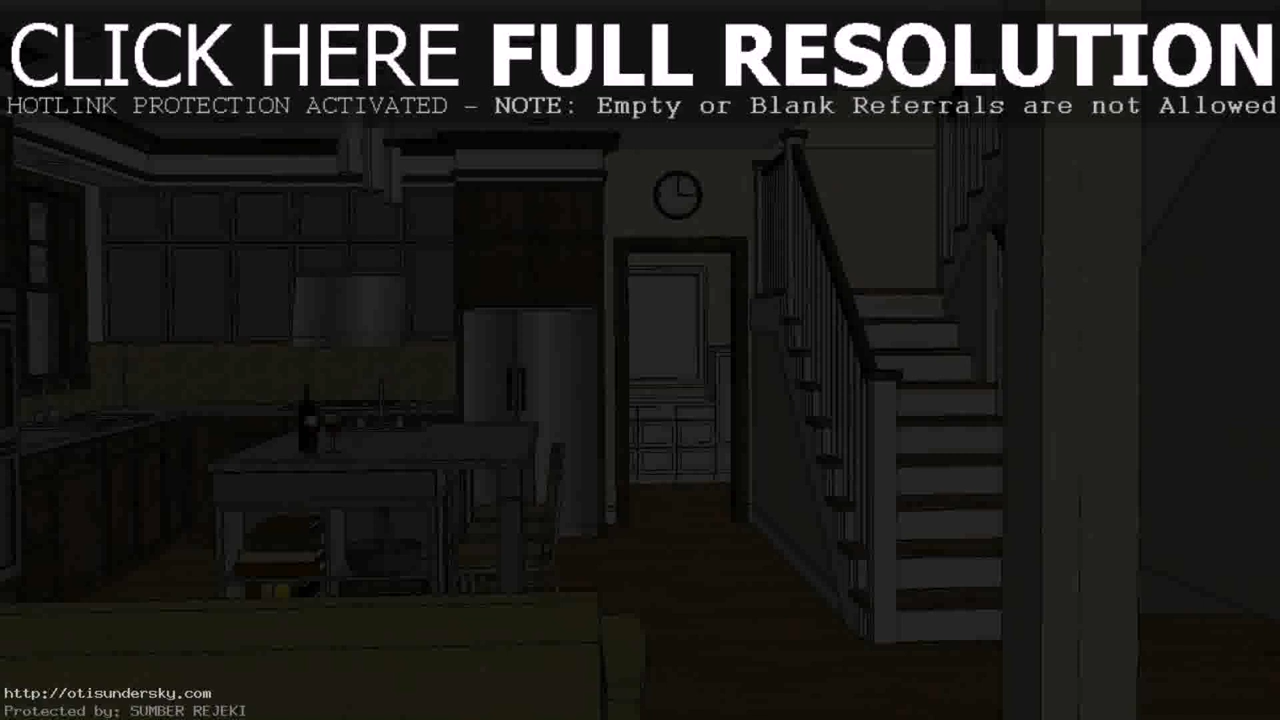 CLICK HERE FULL RESOLUTION
HOTLINK PROTECTION ACTIVATED - NOTE: Empty or Blank Referrals are not Allowed
http://otisundersky.com
Protected by: SUMBER REJEKI